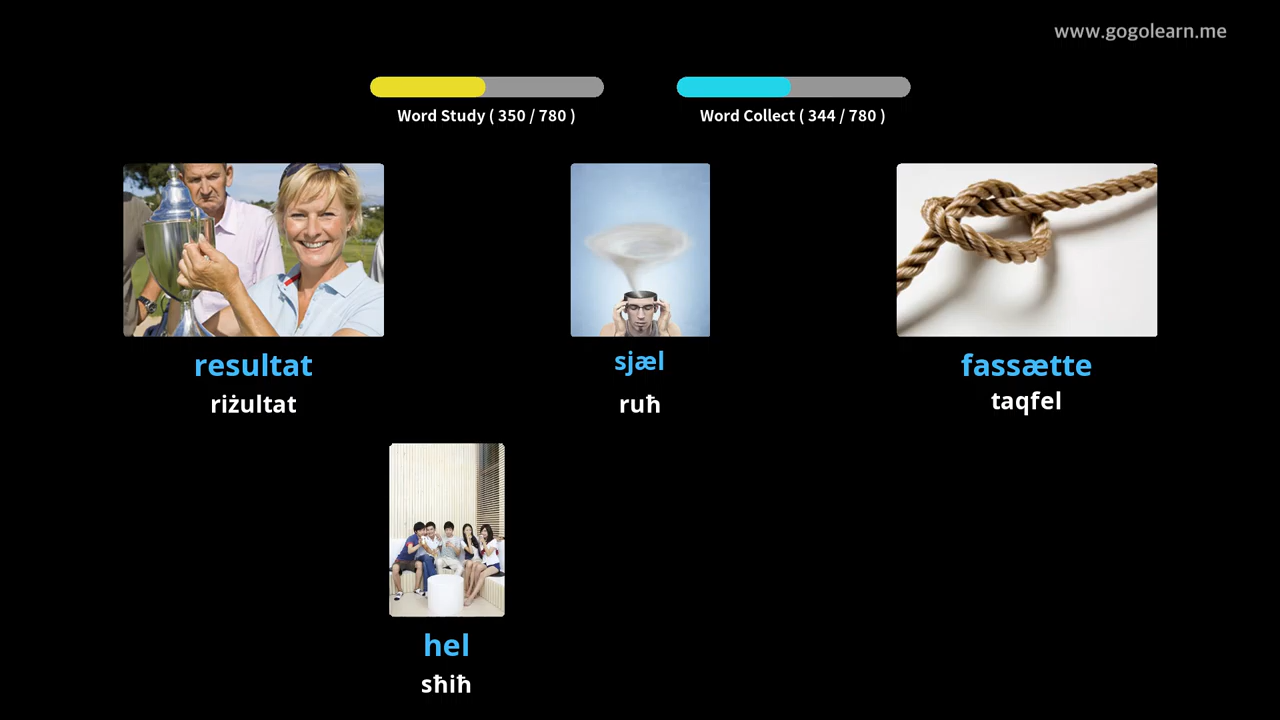 www.gogolearn.me
Word Study ( 350 / 780 )
Word Collect ( 344 / 780 )
resultat
riżultat
sjæl
ruħ
fassætte
taqfel
hel
sħiħ